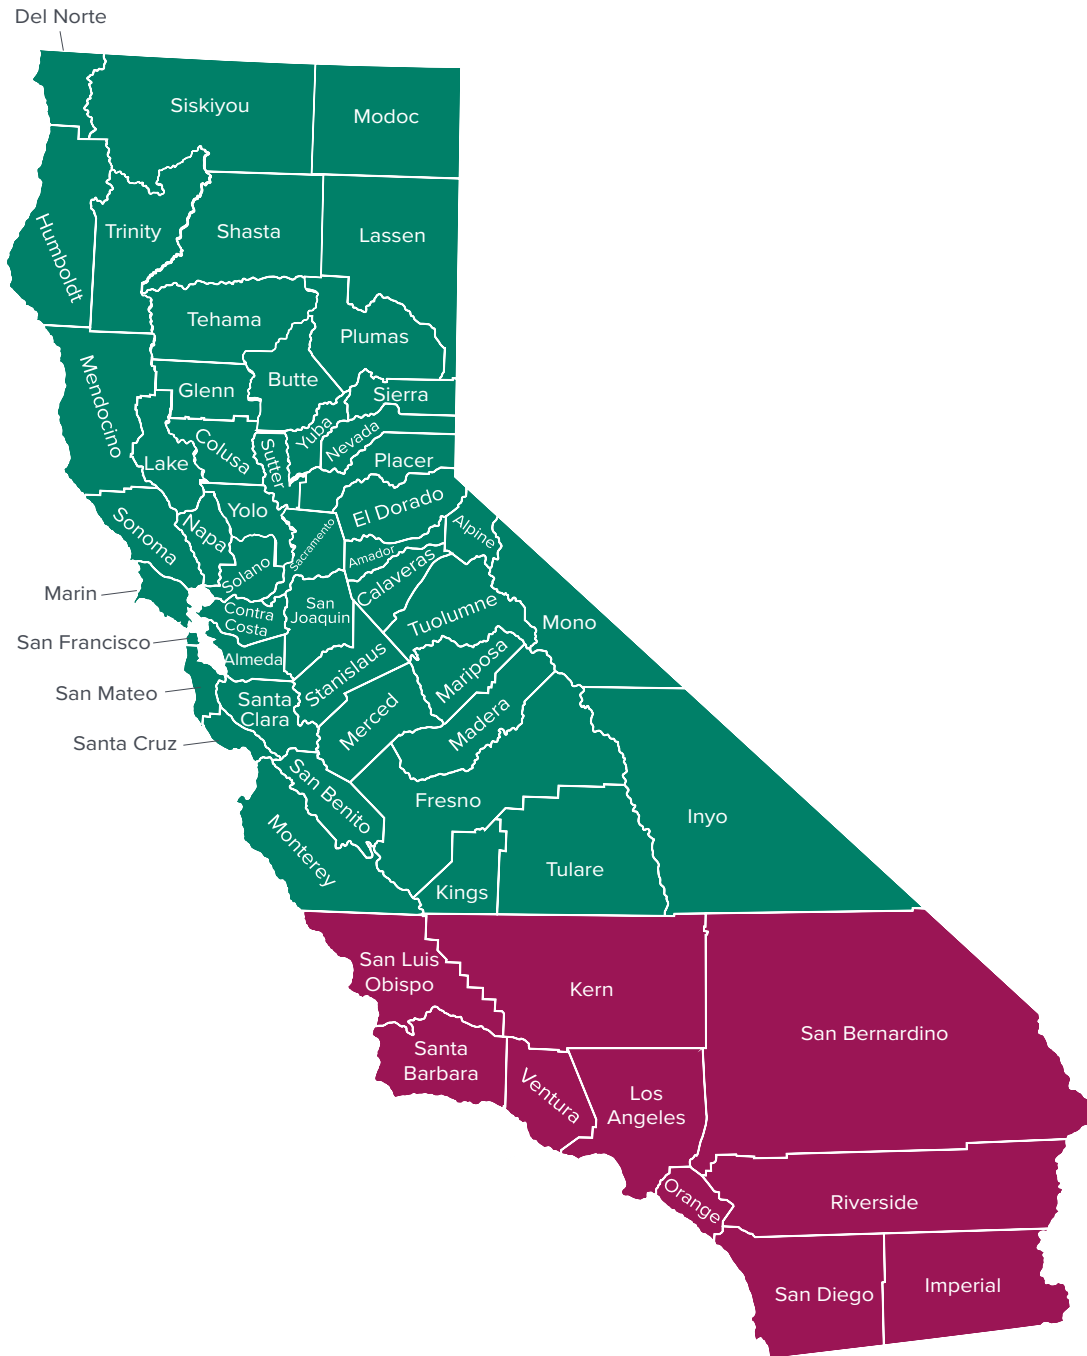 Del Norte
Siskiyou
Modoc
Humboldt
Trinity
Shasta
Lassen
Tehama
Plumas
Mendocino
Glenn
Butte
Sierra
Lake
Colusa
Sutter
Yuba
Nevada
Placer
Sonoma
Napa
Yolo
Sacramento
El Dorado
Alpine
Solano
Amador
Calaveras
Marin
Contra
Costa
San
Joaquin
Tuolumne
Mono
San Francisco
Almeda
Stanislaus
Mariposa
San Mateo
Santa
Clara
Merced
Madera
Santa Cruz
San Benito
Fresno
Inyo
Monterey
Kings
Tulare
San Luis
Obispo
Kern
San Bernardino
Santa
Barbara
Ventura
Los
Angeles
Orange
Riverside
San Diego
Imperial